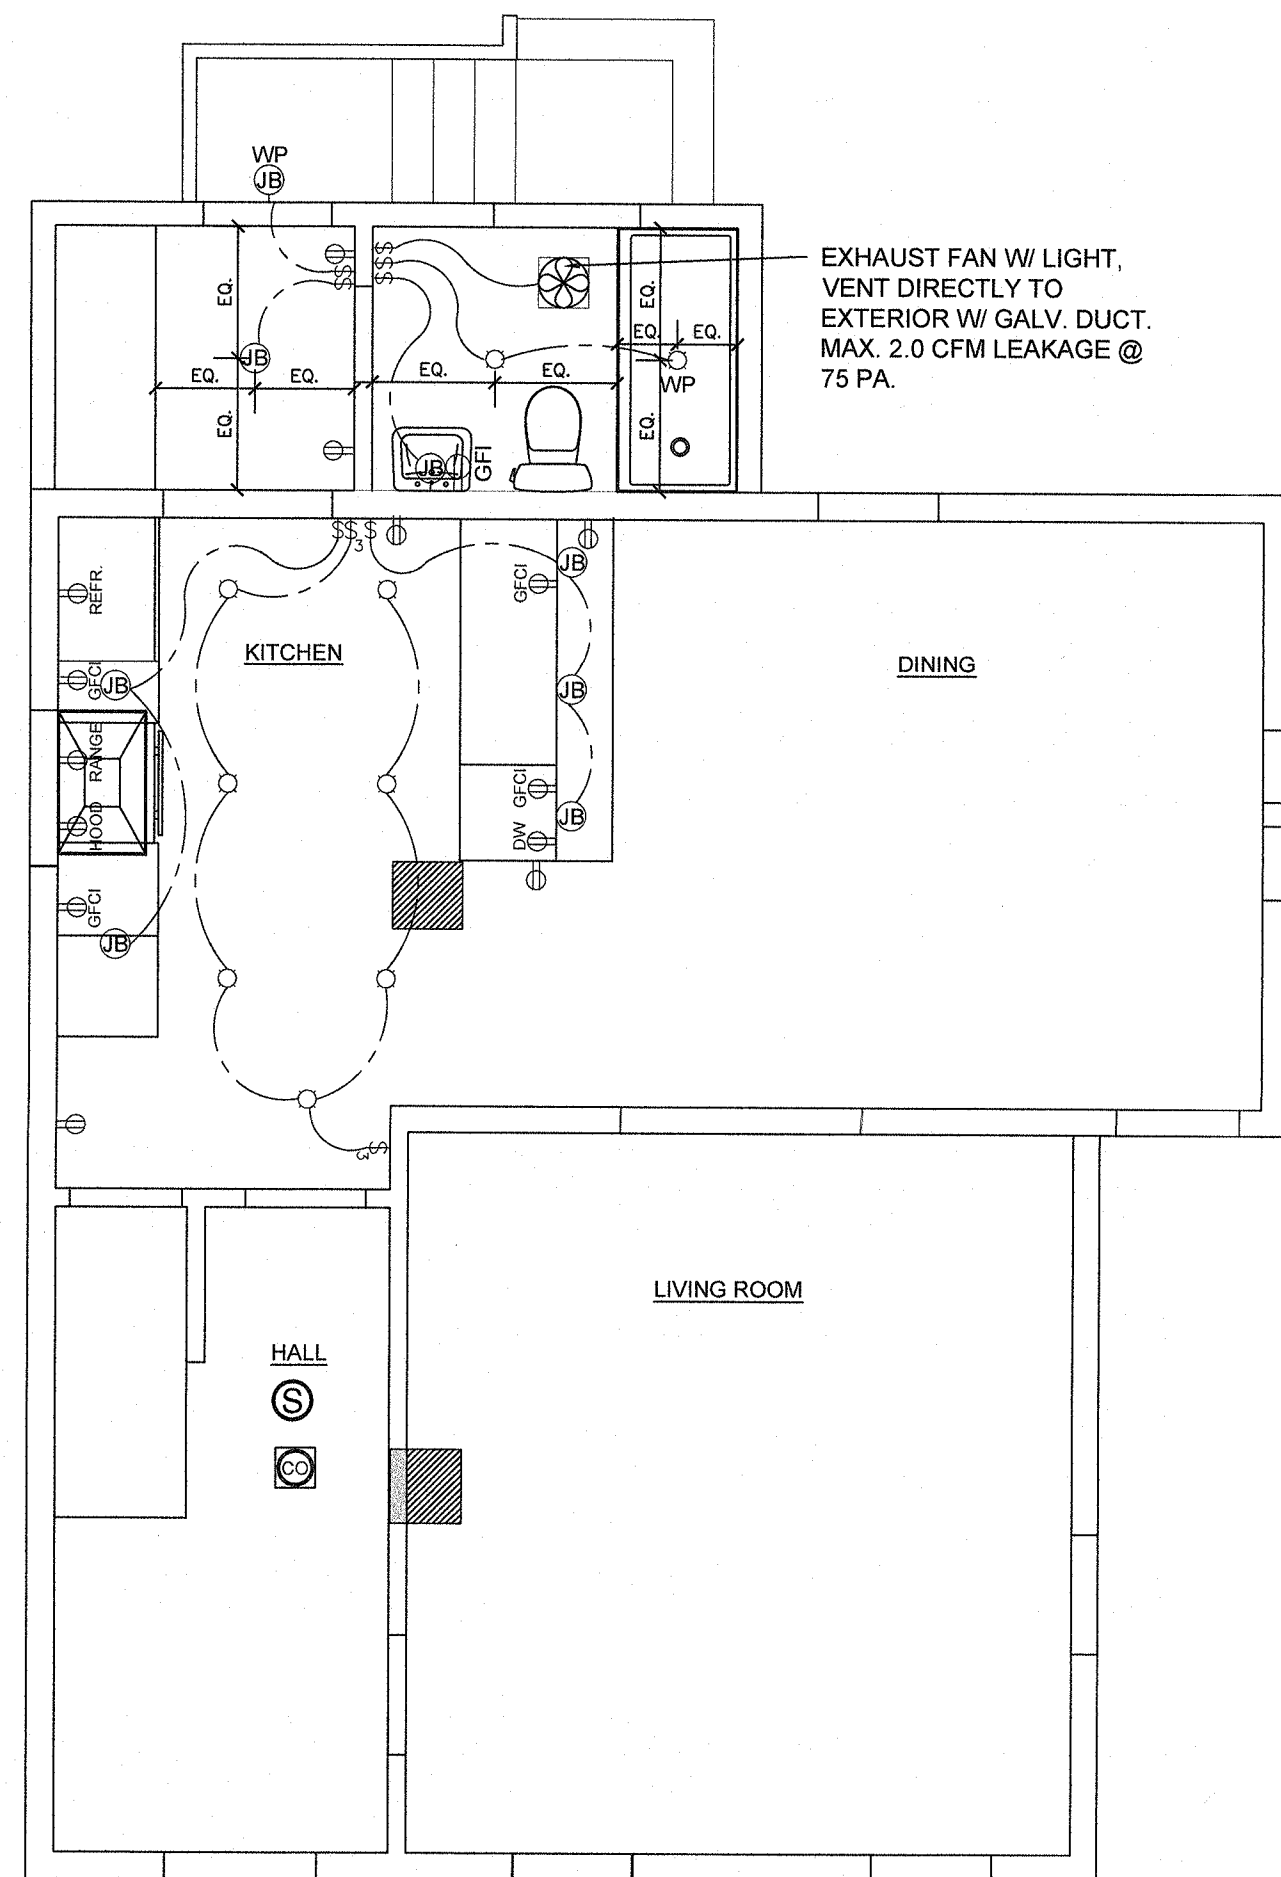 WP
JB
EXHAUST FAN W/ LIGHT,
VENT DIRECTLY TO
EXTERIOR W/ GALV. DUCT.
MAX. 2.0 CFM LEAKAGE @
75 PA.
$
$
$
$$
EQ.
EQ.
EQ.
EQ.
JB
WP
EQ.
EQ.
EQ.
EQ.
EQ.
EQ.
JB
GFI
$$3
$
JB
REFR.
GFCI
KITCHEN
DINING
GFCI
JB
JB
RANGE
HOOD
GFCI
DW
JB
GFCI
JB
$3
LIVING ROOM
HALL
S
CO